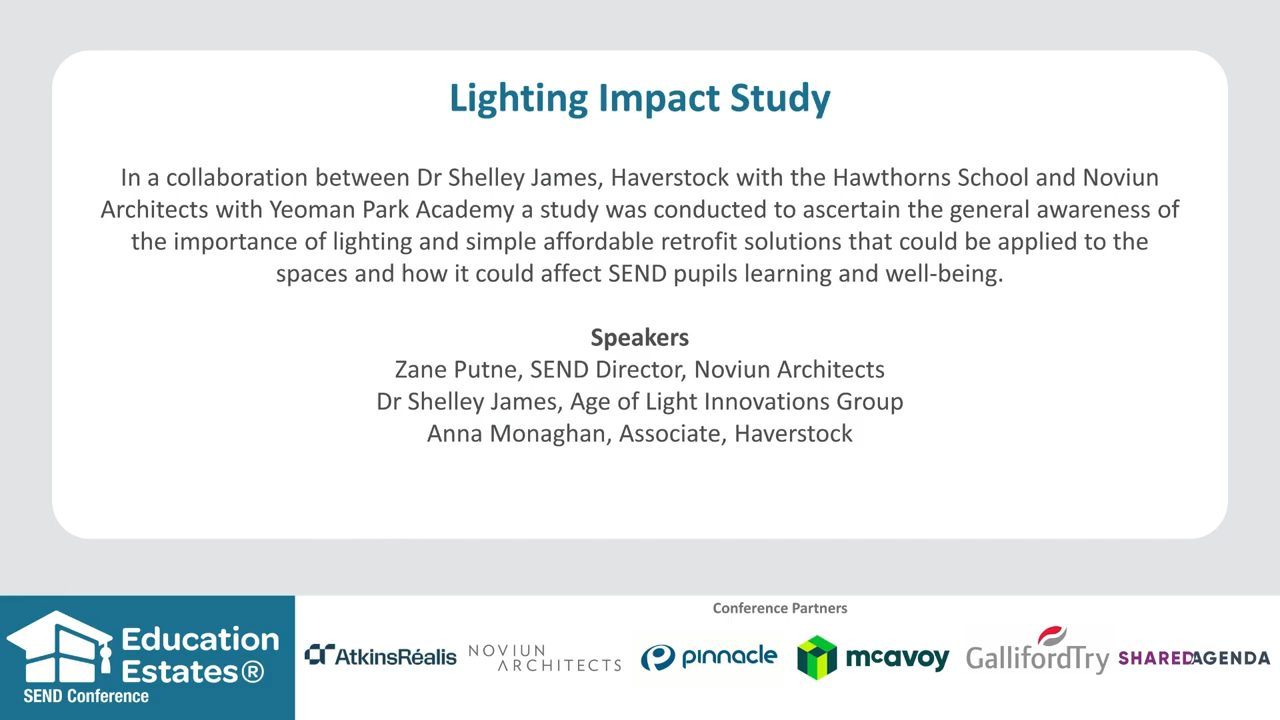 Lighting Impact Study
In a collaboration between Dr Shelley James, Haverstock with the Hawthorns School and Noviun
Architects with Yeoman Park Academy a study was conducted to ascertain the general awareness of
the importance of lighting and simple affordable retrofit solutions that could be applied to the
spaces and how it could affect SEND pupils learning and well-being.
Speakers
Zane Putne, SEND Director, Noviun Architects
Dr Shelley James, Age of Light Innovations Group
Anna Monaghan, Associate, Haverstock
Conference Partners
Education
Estates®
SEND Conference
AtkinsRéalis
NOVIUN
ARCHITECTS
pinnacle
mcavoy
GallifordTry
SHAREDAGENDA